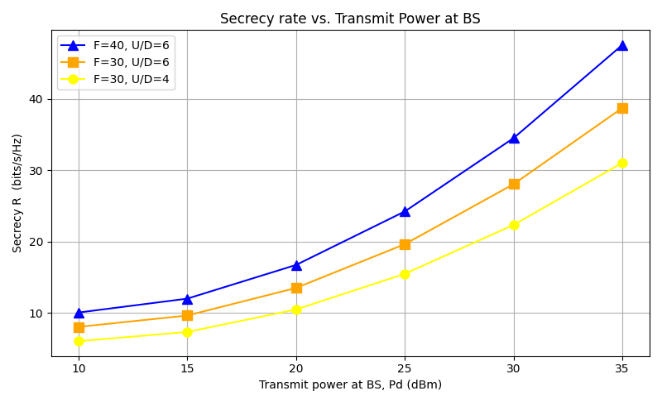 Secrecy rate vs. Transmit Power at BS
F=40, U/D=6
F=30, U/D=6
F=30, U/D=4
Secrecy R (bits/s/Hz)
40
30
20
10
10 15 20 25 30 35
Transmit power at BS, Pd (dBm)